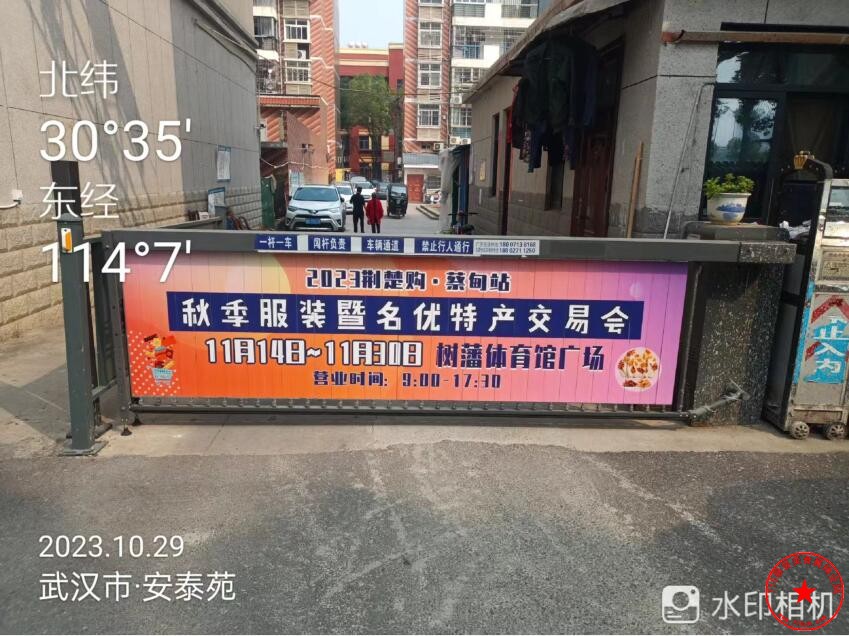 北纬
30°35'
东经
114°7'
一杆一车
闯杆负责
车辆通道
禁止行人通行
2023荆楚购·蔡甸站
秋季服装暨名优特产交易会
11月14日~11月30日 树藩体育馆广场
营业时间: 9:00-17:30
止入内
2023.10.29
武汉市·安泰苑
水印相机